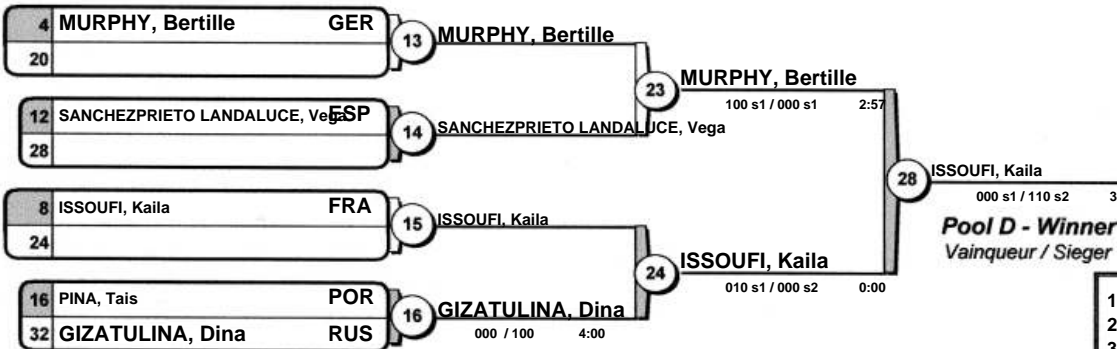 4 MURPHY, Bertille GER
20
13 MURPHY, Bertille
12 SANCHEZPRIETO LANDALUCE, Vega ESP
28
14 SANCHEZPRIETO LANDALUCE, Vega
23 MURPHY, Bertille
100 s1 / 000 s1 2:57
8 ISSOUFI, Kaila FRA
24
15 ISSOUFI, Kaila
16 PINA, Tais POR
32 GIZATULINA, Dina RUS
16 GIZATULINA, Dina
000 / 100 4:00
24 ISSOUFI, Kaila
010 s1 / 000 s2 0:00
28 ISSOUFI, Kaila
000 s1 / 110 s2 3
Pool D - Winner
Vainqueur / Sieger
1
2
3